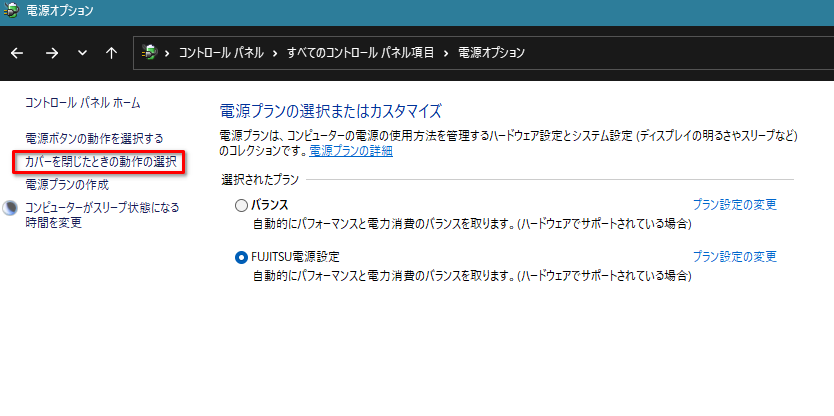 電源オプション
コントロール パネル › すべてのコントロール パネル項目 › 電源オプション
コントロール パネル ホーム
電源ボタンの動作を選択する
カバーを閉じたときの動作の選択
電源プランの作成
コンピューターがスリープ状態になる
時間を変更
電源プランの選択またはカスタマイズ
電源プランは、コンピューターの電源の使用方法を管理するハードウェア設定とシステム設定 (ディスプレイの明るさやスリープなど)
のコレクションです。電源プランの詳細
選択されたプラン
バランス プラン設定の変更
自動的にパフォーマンスと電力消費のバランスを取ります。(ハードウェアでサポートされている場合)
FUJITSU電源設定 プラン設定の変更
自動的にパフォーマンスと電力消費のバランスを取ります。(ハードウェアでサポートされている場合)